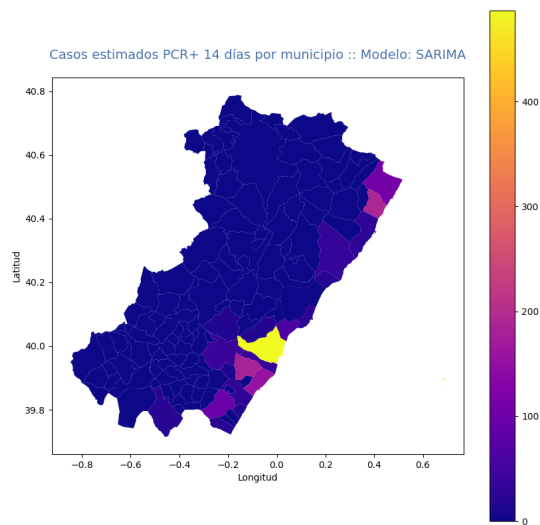 Casos estimados PCR+ 14 días por municipio :: Modelo: SARIMA
40.8
40.6
40.4
40.2
40.0
39.8
Latitud
−0.8 −0.6 −0.4 −0.2 0.0 0.2 0.4 0.6
Longitud
400
300
200
100
0